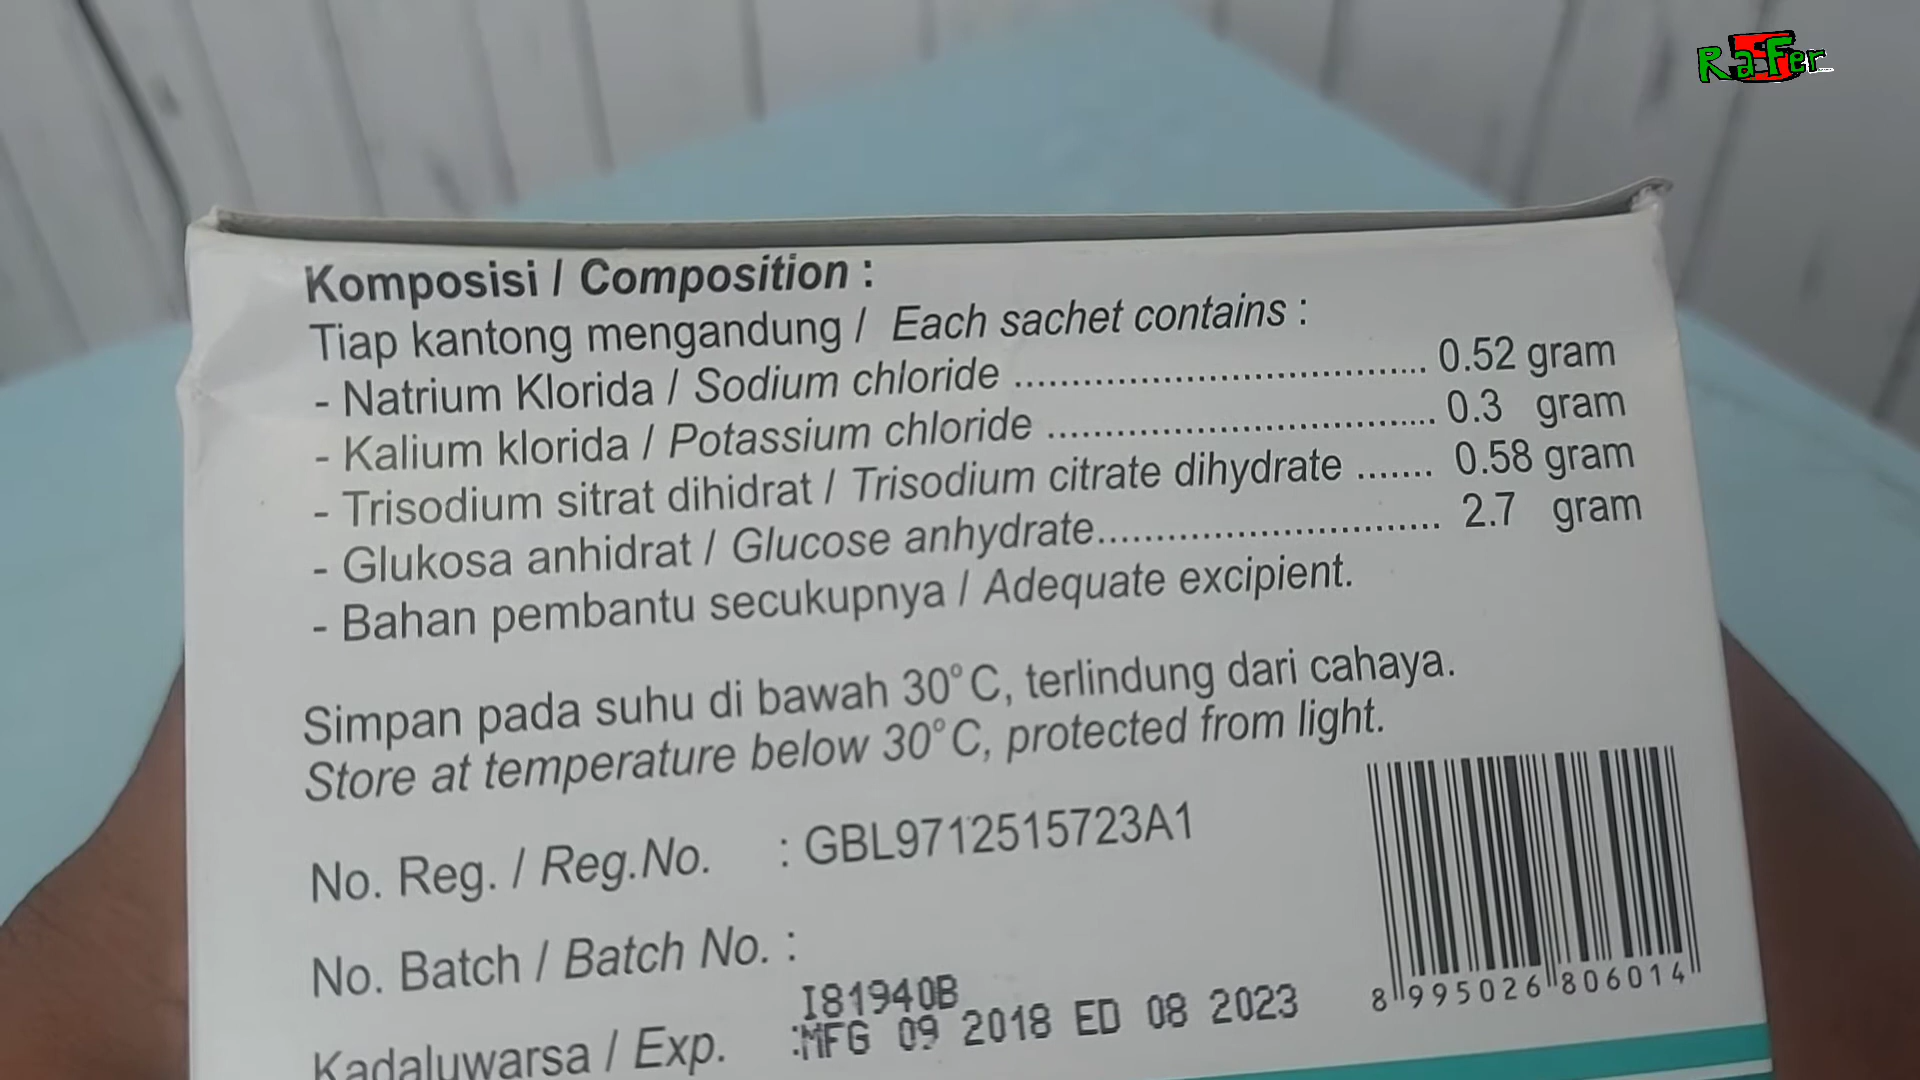 RaFer
Komposisi / Composition :
Tiap kantong mengandung / Each sachet contains :
- Natrium Klorida / Sodium chloride .................................... 0.52 gram
- Kalium klorida / Potassium chloride .................................. 0.3 gram
- Trisodium sitrat dihidrat / Trisodium citrate dihydrate ....... 0.58 gram
- Glukosa anhidrat / Glucose anhydrate............................... 2.7 gram
- Bahan pembantu secukupnya / Adequate excipient.
Simpan pada suhu di bawah 30°C, terlindung dari cahaya.
Store at temperature below 30°C, protected from light.
No. Reg. / Reg.No. : GBL9712515723A1
No. Batch / Batch No. :
I81940B
Kadaluwarsa / Exp. :MFG 09 2018 ED 08 2023
8 995026 806014